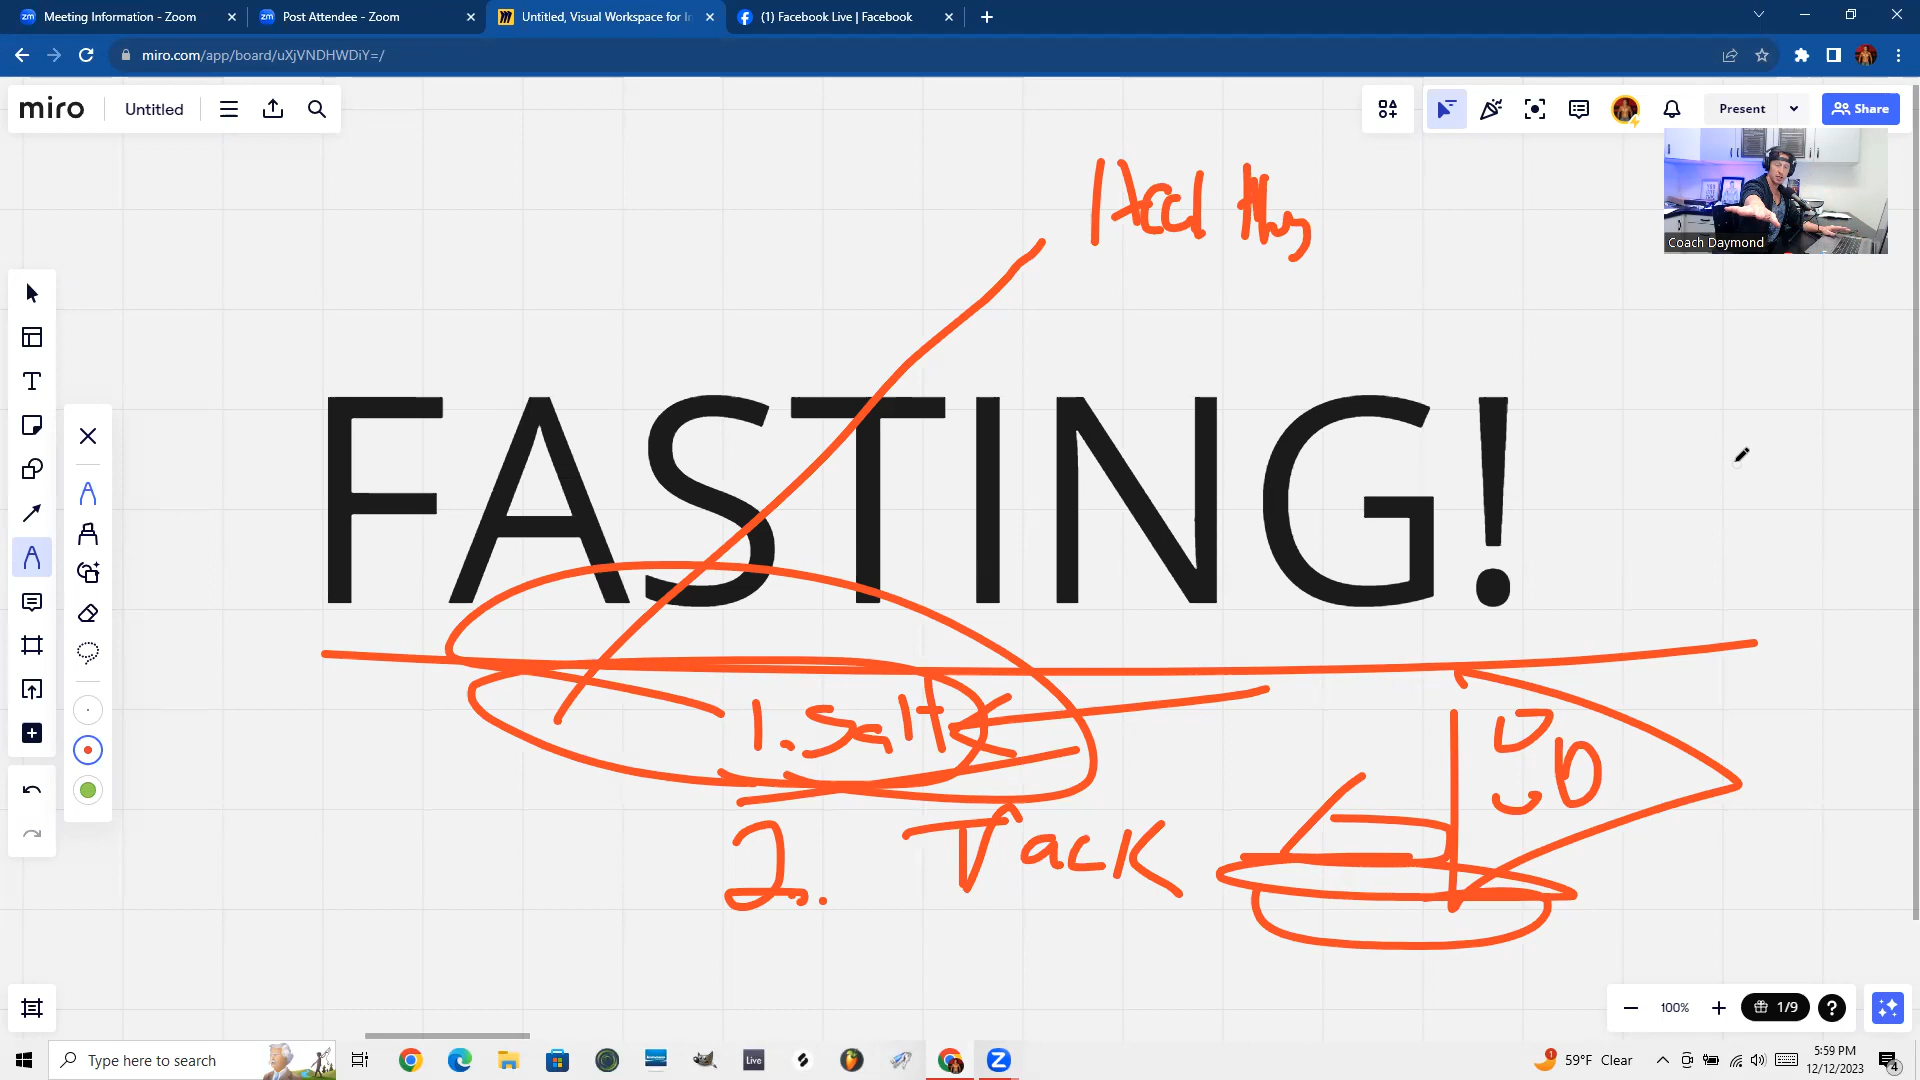 Meeting Information - Zoom
Post Attendee - Zoom
Untitled, Visual Workspace for I
(1) Facebook Live | Facebook
miro.com/app/board/uXjVNDHWDiY=/
miro
Untitled
Present
Share
Coach Daymond
FASTING!
1. Salt
2. Tack
100%
1/9
?
Type here to search
Live
59°F Clear
5:59 PM
12/12/2023
4